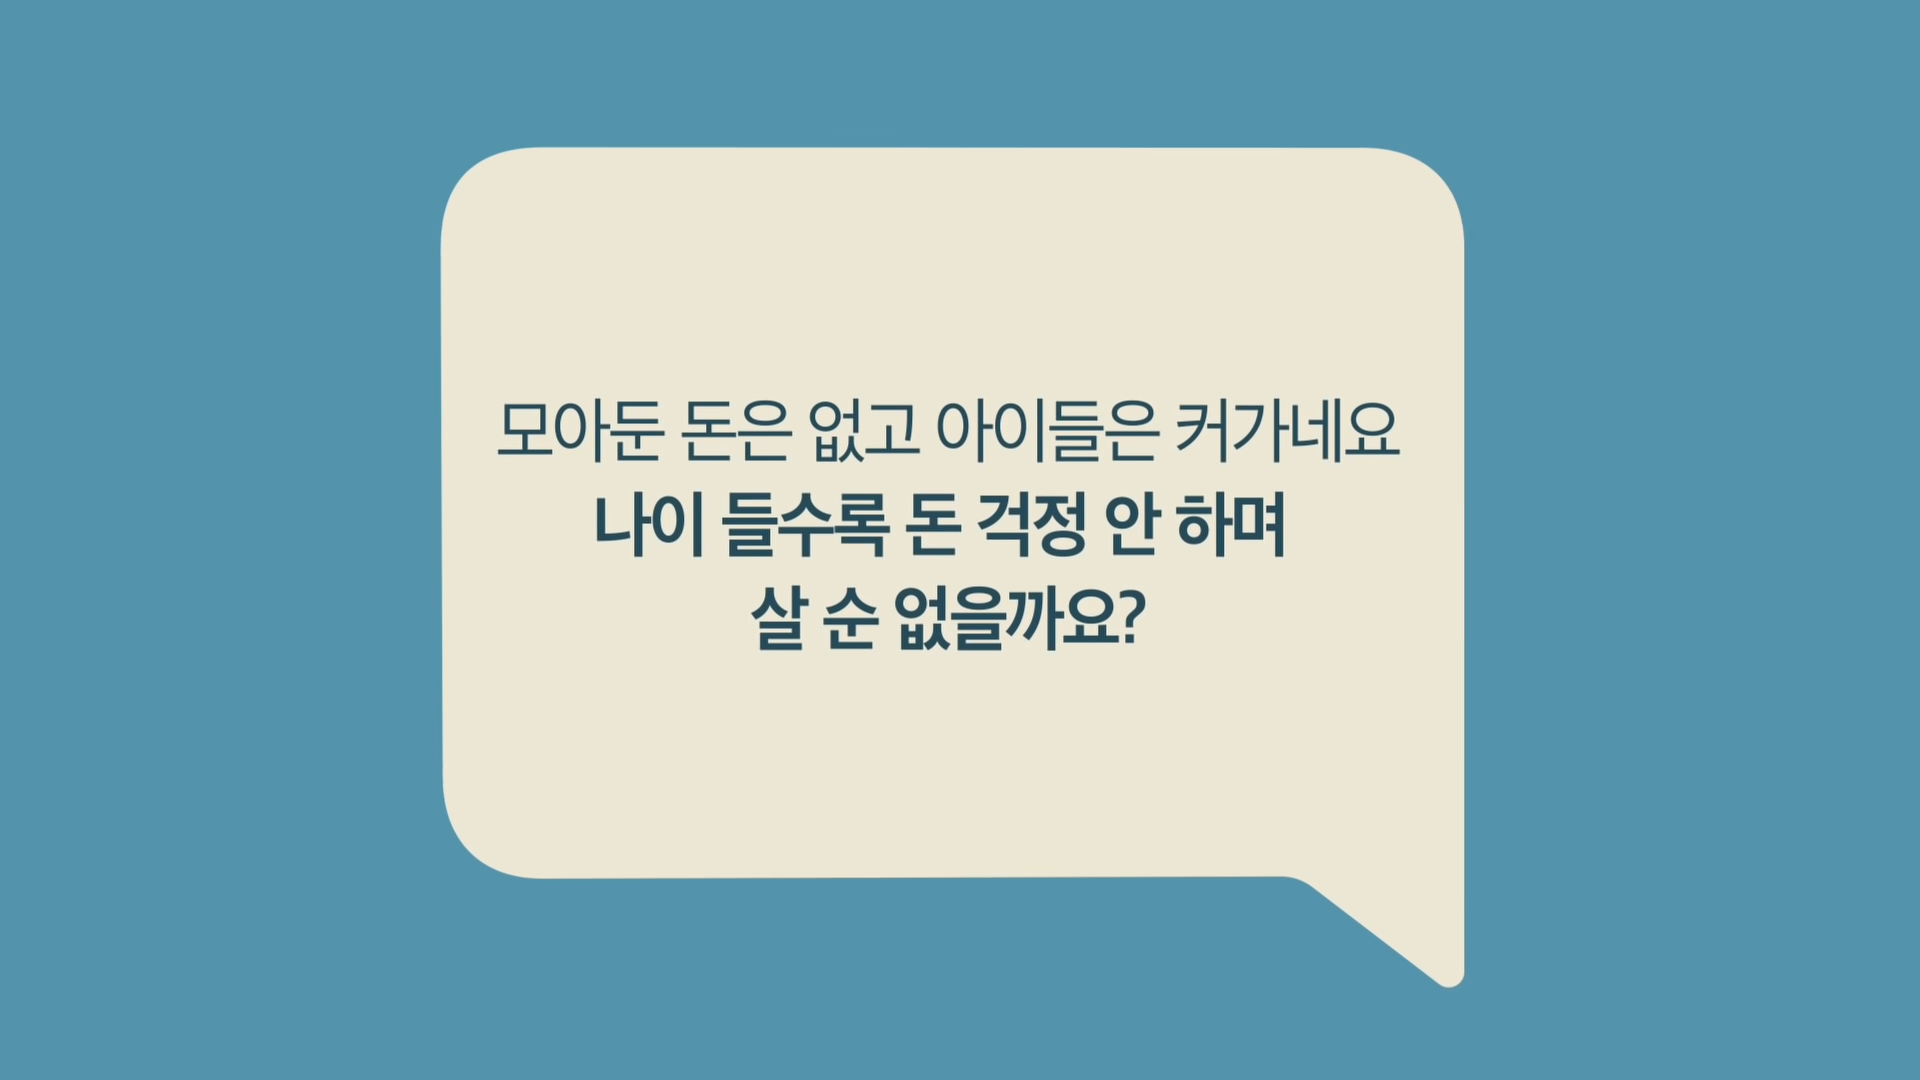 모아둔 돈은 없고 아이들은 커가네요
나이 들수록 돈 걱정 안 하며
살 순 없을까요?